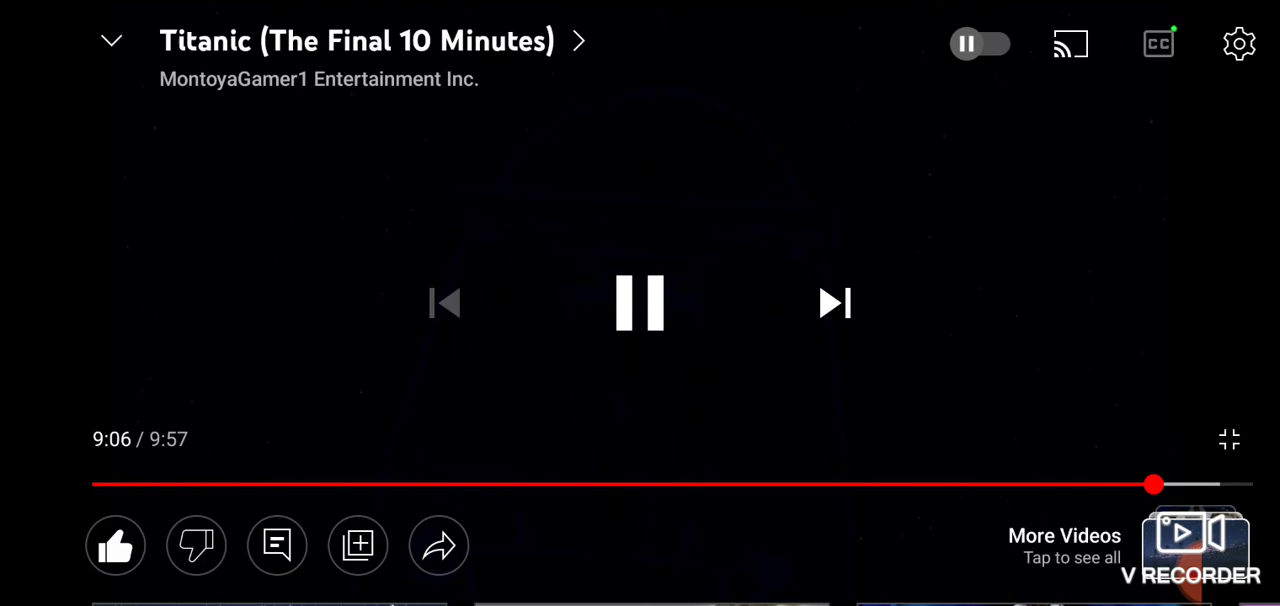 Titanic (The Final 10 Minutes)
MontoyaGamer1 Entertainment Inc.
CC
9:06 / 9:57
More Videos
Tap to see all
V RECORDER